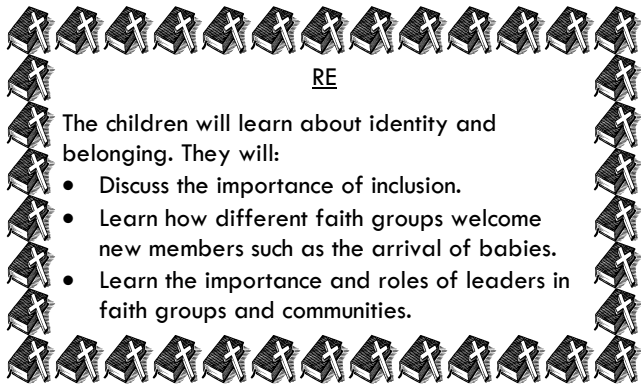 RE
The children will learn about identity and
belonging. They will:
• Discuss the importance of inclusion.
• Learn how different faith groups welcome
new members such as the arrival of babies.
• Learn the importance and roles of leaders in
faith groups and communities.